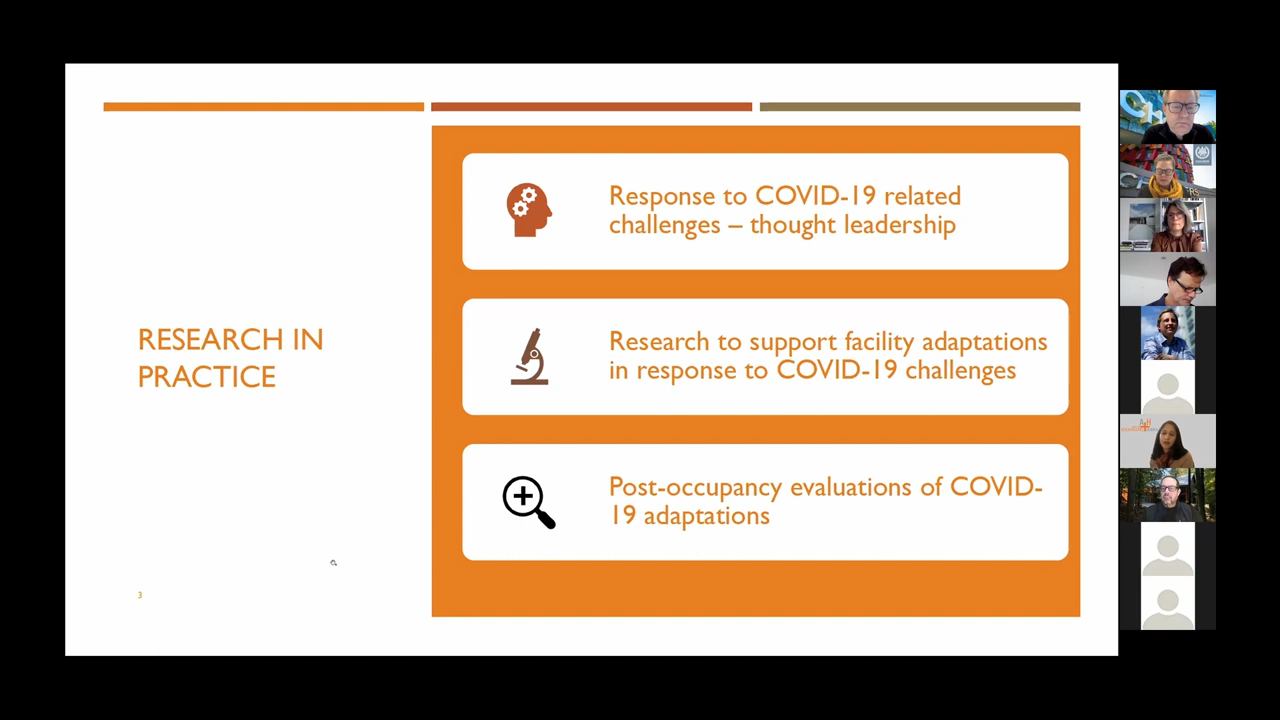 RESEARCH IN
PRACTICE
Response to COVID-19 related
challenges – thought leadership
Research to support facility adaptations
in response to COVID-19 challenges
Post-occupancy evaluations of COVID-
19 adaptations
3